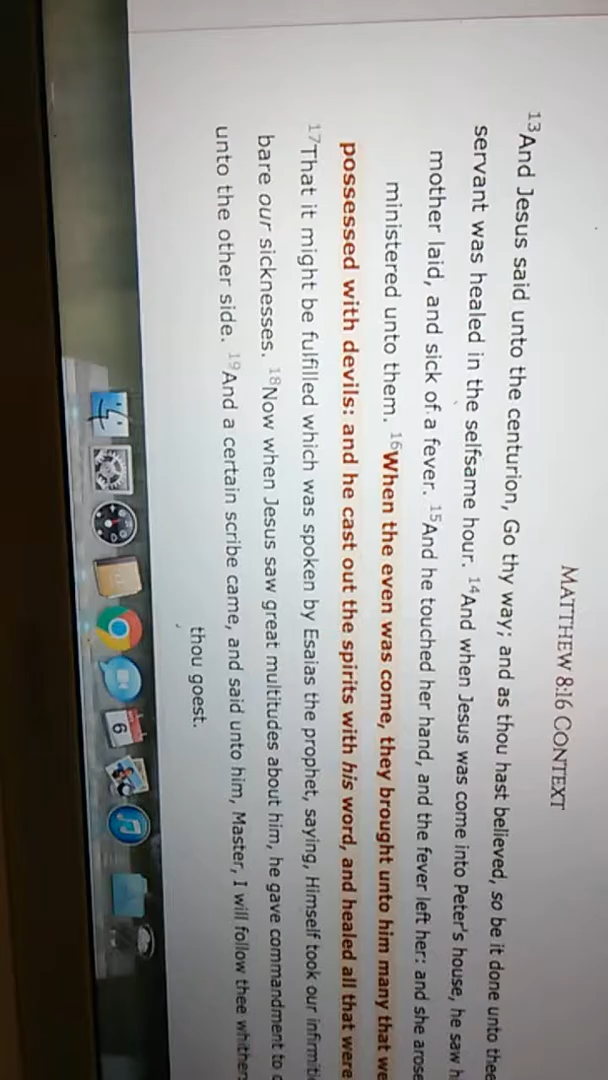 MATTHEW 8:16 CONTEXT
13And Jesus said unto the centurion, Go thy way; and as thou hast believed, so be it done unto thee
servant was healed in the selfsame hour. 14And when Jesus was come into Peter's house, he saw
mother laid, and sick of a fever. 15And he touched her hand, and the fever left her: and she arose
ministered unto them. 16When the even was come, they brought unto him many that
possessed with devils: and he cast out the spirits with his word, and healed all that were
17That it might be fulfilled which was spoken by Esaias the prophet, saying, Himself took our
bare our sicknesses. 18Now when Jesus saw great multitudes about him, he gave commandment to
unto the other side. 19And a certain scribe came, and said unto him, Master, I will follow thee
thou goest.
6